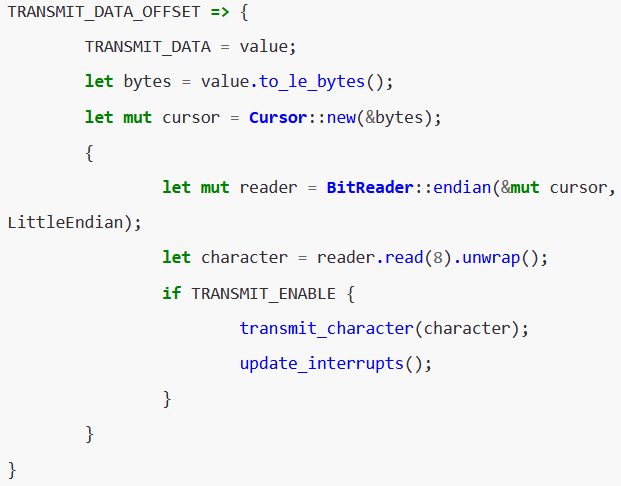 TRANSMIT_DATA_OFFSET => {
        TRANSMIT_DATA = value;
        let bytes = value.to_le_bytes();
        let mut cursor = Cursor::new(&bytes);
        {
                let mut reader = BitReader::endian(&mut cursor,
LittleEndian);
                let character = reader.read(8).unwrap();
                if TRANSMIT_ENABLE {
                        transmit_character(character);
                        update_interrupts();
                }
        }
}